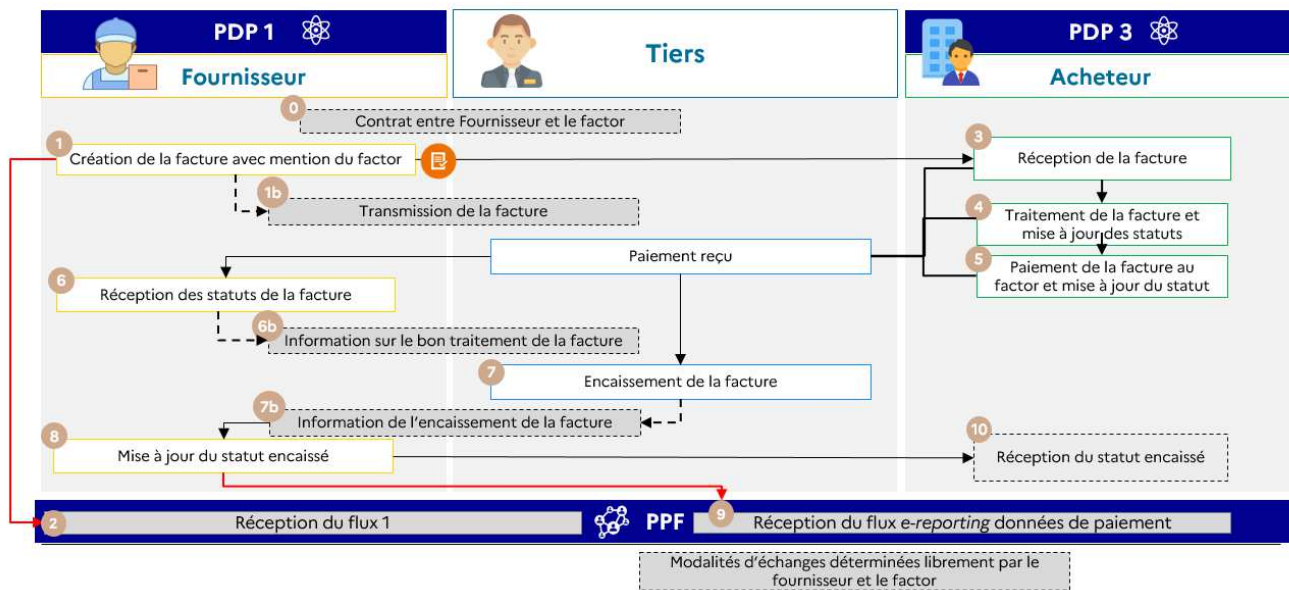 PDP 1
Fournisseur
Tiers
PDP 3
Acheteur
0
Contrat entre Fournisseur et le factor
1
Création de la facture avec mention du factor
3
Réception de la facture
1b
Transmission de la facture
4
Traitement de la facture et
mise à jour des statuts
Paiement reçu
5
Paiement de la facture au
factor et mise à jour du statut
6
Réception des statuts de la facture
6b
Information sur le bon traitement de la facture
7
Encaissement de la facture
7b
Information de l'encaissement de la facture
8
Mise à jour du statut encaissé
10
Réception du statut encaissé
2
Réception du flux 1
PPF
9
Réception du flux e-reporting données de paiement
Modalités d'échanges déterminées librement par le
fournisseur et le factor